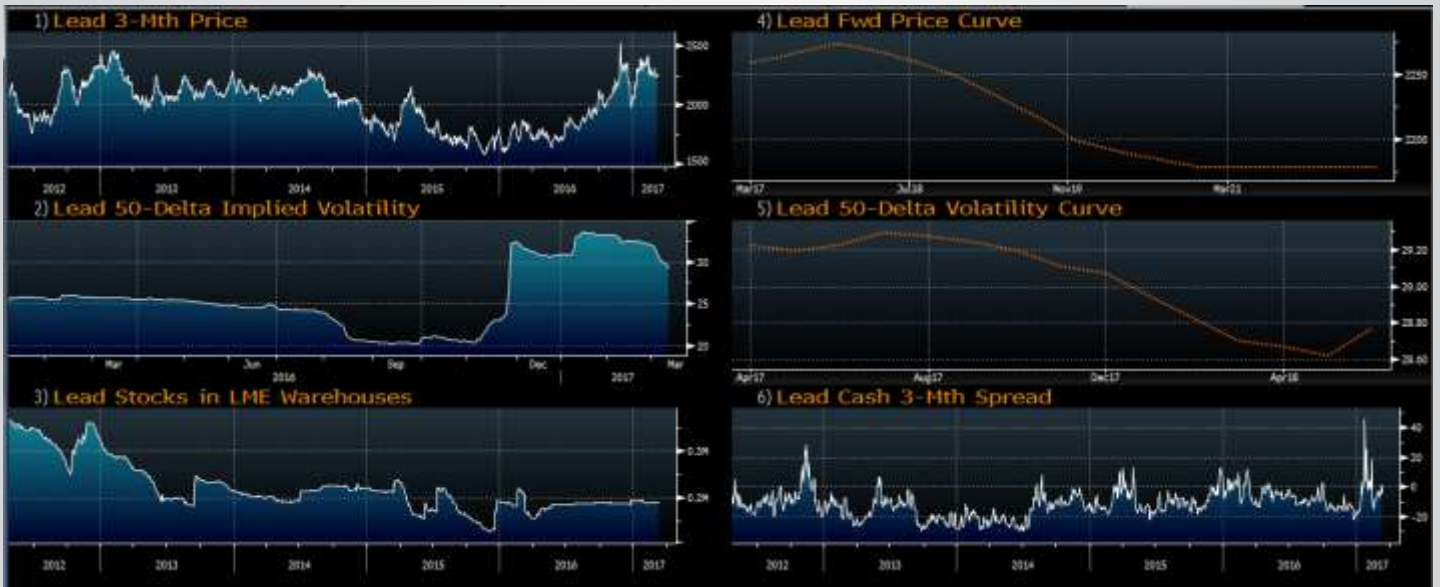 1) Lead 3-Mth Price
2500
2000
1500
2012 2013 2014 2015 2016 2017
2) Lead 50-Delta Implied Volatility
30
25
20
Mar Jun Sep Dec Mar
2016 2017
3) Lead Stocks in LME Warehouses
0.3M
0.2M
2012 2013 2014 2015 2016 2017
4) Lead Fwd Price Curve
2250
2200
Mar17 Jul18 Nov19 Mar21
5) Lead 50-Delta Volatility Curve
29.20
29.00
28.80
28.60
Apr17 Aug17 Dec17 Apr18
6) Lead Cash 3-Mth Spread
40
20
0
-20
2012 2013 2014 2015 2016 2017